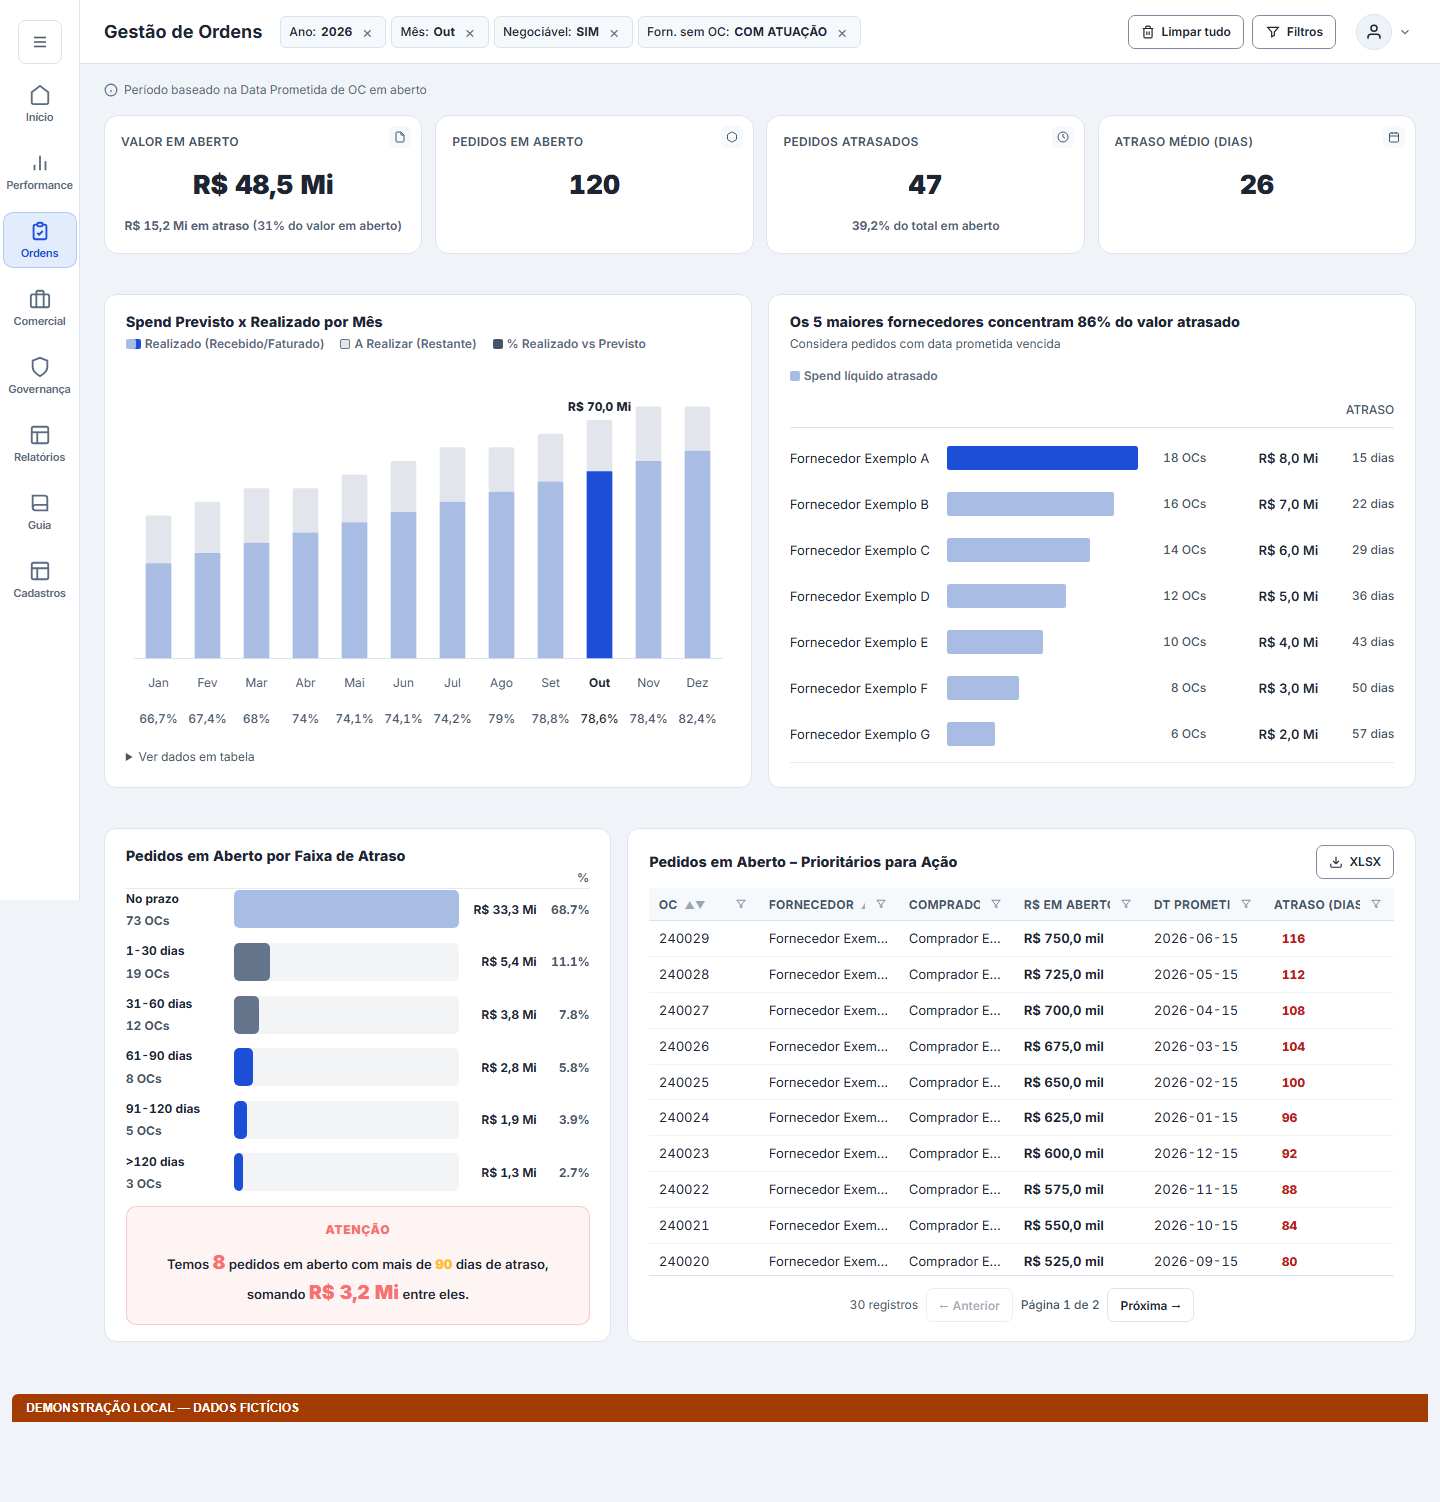 Gestão de Ordens
Ano: 2026 ×
Mês: Out ×
Negociável: SIM ×
Forn. sem OC: COM ATUAÇÃO ×
Limpar tudo
Filtros
Início
Performance
Ordens
Comercial
Governança
Relatórios
Guia
Cadastros
Período baseado na Data Prometida de OC em aberto
VALOR EM ABERTO
R$ 48,5 Mi
R$ 15,2 Mi em atraso (31% do valor em aberto)
PEDIDOS EM ABERTO
120
PEDIDOS ATRASADOS
47
39,2% do total em aberto
ATRASO MÉDIO (DIAS)
26
Spend Previsto x Realizado por Mês
Realizado (Recebido/Faturado) A Realizar (Restante) % Realizado vs Previsto
R$ 70,0 Mi
Jan Fev Mar Abr Mai Jun Jul Ago Set Out Nov Dez
66,7% 67,4% 68% 74% 74,1% 74,1% 74,2% 79% 78,8% 78,6% 78,4% 82,4%
Ver dados em tabela
Os 5 maiores fornecedores concentram 86% do valor atrasado
Considera pedidos com data prometida vencida
Spend líquido atrasado
ATRASO
Fornecedor Exemplo A 18 OCs R$ 8,0 Mi 15 dias
Fornecedor Exemplo B 16 OCs R$ 7,0 Mi 22 dias
Fornecedor Exemplo C 14 OCs R$ 6,0 Mi 29 dias
Fornecedor Exemplo D 12 OCs R$ 5,0 Mi 36 dias
Fornecedor Exemplo E 10 OCs R$ 4,0 Mi 43 dias
Fornecedor Exemplo F 8 OCs R$ 3,0 Mi 50 dias
Fornecedor Exemplo G 6 OCs R$ 2,0 Mi 57 dias
Pedidos em Aberto por Faixa de Atraso
%
No prazo
73 OCs
R$ 33,3 Mi 68.7%
1-30 dias
19 OCs
R$ 5,4 Mi 11.1%
31-60 dias
12 OCs
R$ 3,8 Mi 7.8%
61-90 dias
8 OCs
R$ 2,8 Mi 5.8%
91-120 dias
5 OCs
R$ 1,9 Mi 3.9%
>120 dias
3 OCs
R$ 1,3 Mi 2.7%
ATENÇÃO
Temos 8 pedidos em aberto com mais de 90 dias de atraso,
somando R$ 3,2 Mi entre eles.
Pedidos em Aberto – Prioritários para Ação
XLSX
OC ▲▼ FORNECEDOR COMPRADO R$ EM ABERTO DT PROMETI ATRASO (DIAS
240029 Fornecedor Exem... Comprador E... R$ 750,0 mil 2026-06-15 116
240028 Fornecedor Exem... Comprador E... R$ 725,0 mil 2026-05-15 112
240027 Fornecedor Exem... Comprador E... R$ 700,0 mil 2026-04-15 108
240026 Fornecedor Exem... Comprador E... R$ 675,0 mil 2026-03-15 104
240025 Fornecedor Exem... Comprador E... R$ 650,0 mil 2026-02-15 100
240024 Fornecedor Exem... Comprador E... R$ 625,0 mil 2026-01-15 96
240023 Fornecedor Exem... Comprador E... R$ 600,0 mil 2026-12-15 92
240022 Fornecedor Exem... Comprador E... R$ 575,0 mil 2026-11-15 88
240021 Fornecedor Exem... Comprador E... R$ 550,0 mil 2026-10-15 84
240020 Fornecedor Exem... Comprador E... R$ 525,0 mil 2026-09-15 80
30 registros ← Anterior Página 1 de 2 Próxima →
DEMONSTRAÇÃO LOCAL — DADOS FICTÍCIOS